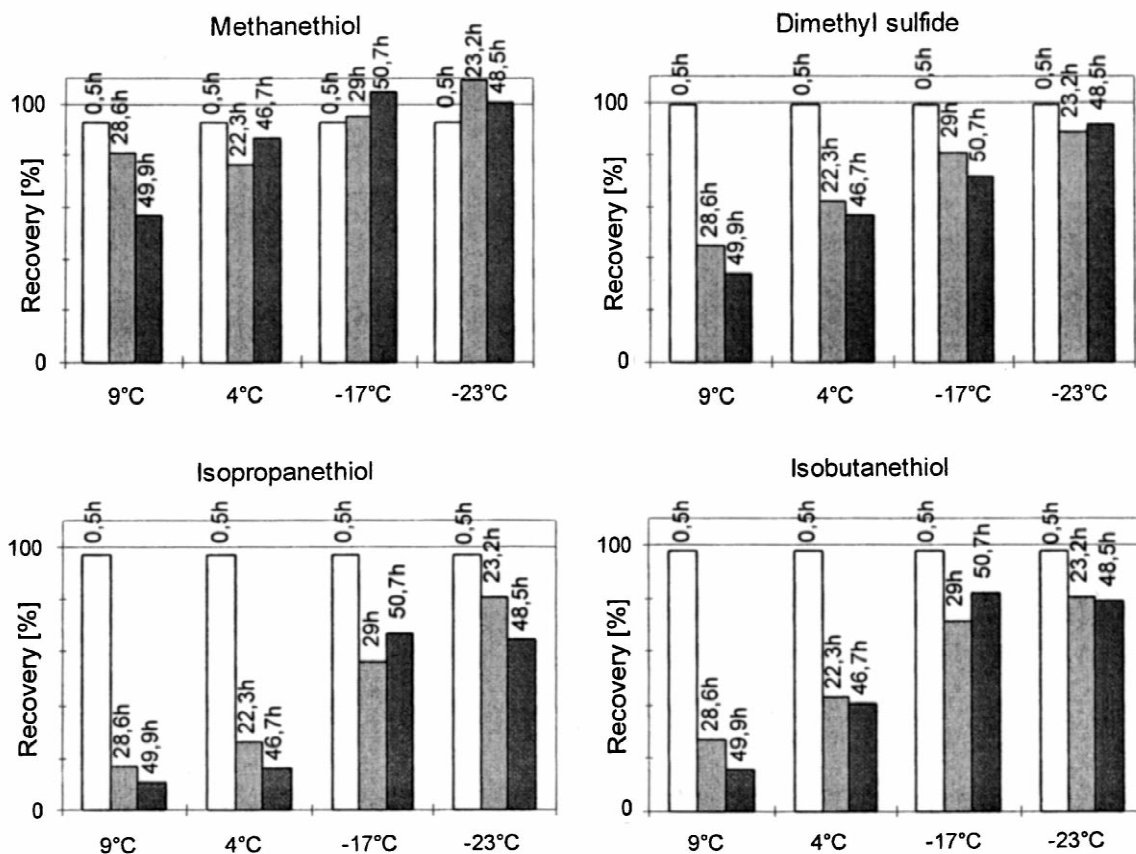 Methanethiol
Recovery [%]
100
0
0,5h
28,6h
49,9h
0,5h
22,3h
46,7h
0,5h
29h
50,7h
0,5h
23,2h
48,5h
9°C
4°C
-17°C
-23°C
Dimethyl sulfide
Recovery [%]
100
0
0,5h
28,6h
49,9h
0,5h
22,3h
46,7h
0,5h
29h
50,7h
0,5h
23,2h
48,5h
9°C
4°C
-17°C
-23°C
Isopropanethiol
Recovery [%]
100
0
0,5h
28,6h
49,9h
0,5h
22,3h
46,7h
0,5h
29h
50,7h
0,5h
23,2h
48,5h
9°C
4°C
-17°C
-23°C
Isobutanethiol
Recovery [%]
100
0
0,5h
28,6h
49,9h
0,5h
22,3h
46,7h
0,5h
29h
50,7h
0,5h
23,2h
48,5h
9°C
4°C
-17°C
-23°C